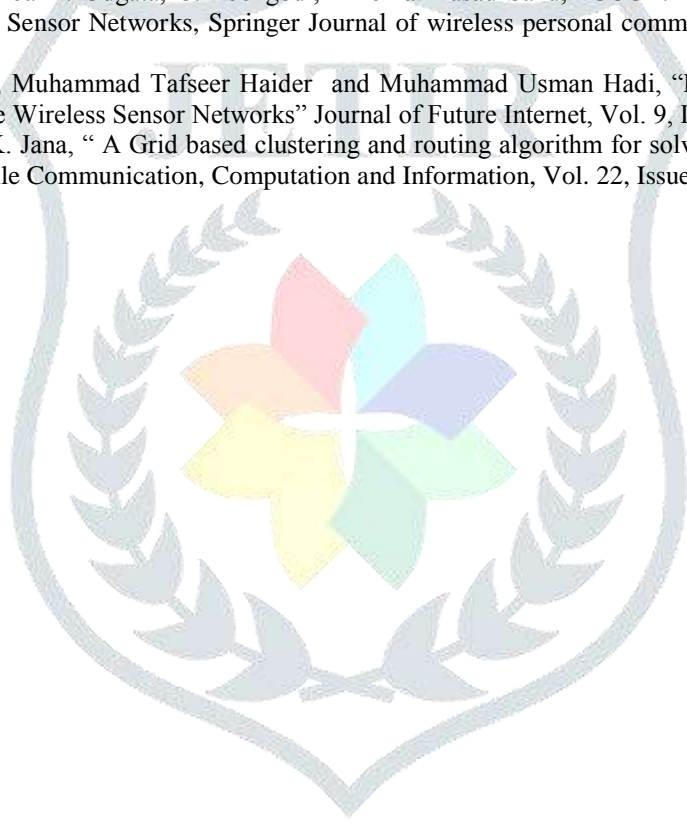 Sensor Networks, Springer Journal of wireless personal comm
Muhammad Tafseer Haider and Muhammad Usman Hadi, “
Wireless Sensor Networks” Journal of Future Internet, Vol. 9, I
K. Jana, “ A Grid based clustering and routing algorithm for solv
le Communication, Computation and Information, Vol. 22, Issue
JETIR